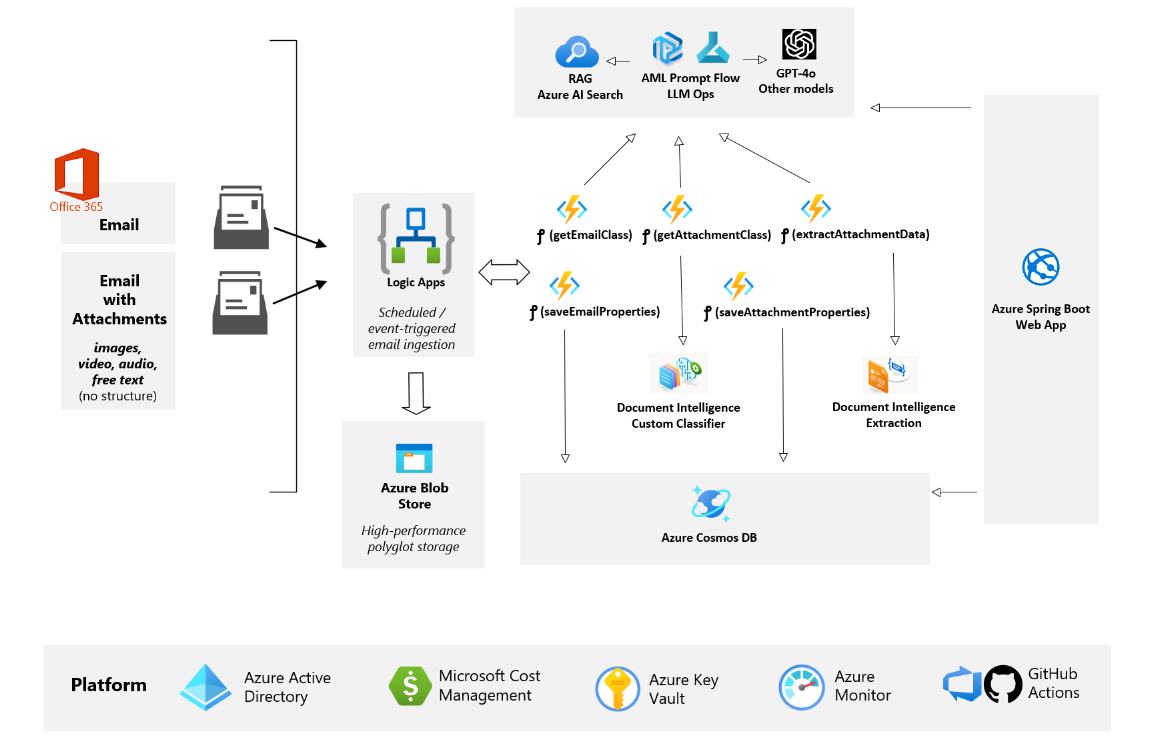 RAG
Azure AI Search
AML Prompt Flow
LLM Ops
GPT-4o
Other models
Office 365
Email
Email
with
Attachments
images,
video, audio,
free text
(no structure)
Logic Apps
Scheduled /
event-triggered
email ingestion
Azure Blob
Store
High-performance
polyglot storage
ƒ (getEmailClass)
ƒ (getAttachmentClass)
ƒ (extractAttachmentData)
ƒ (saveEmailProperties)
ƒ (saveAttachmentProperties)
Document Intelligence
Custom Classifier
Document Intelligence
Extraction
Azure Cosmos DB
Azure Spring Boot
Web App
Platform
Azure Active
Directory
$
Microsoft Cost
Management
Azure Key
Vault
Azure
Monitor
GitHub
Actions